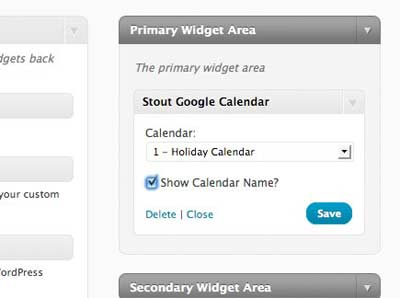 Primary Widget Area
dgets back
The primary widget area
Stout Google Calendar
Calendar:
1 – Holiday Calendar
Show Calendar Name?
your custom
Delete | Close
Save
WordPress
Secondary Widget Area